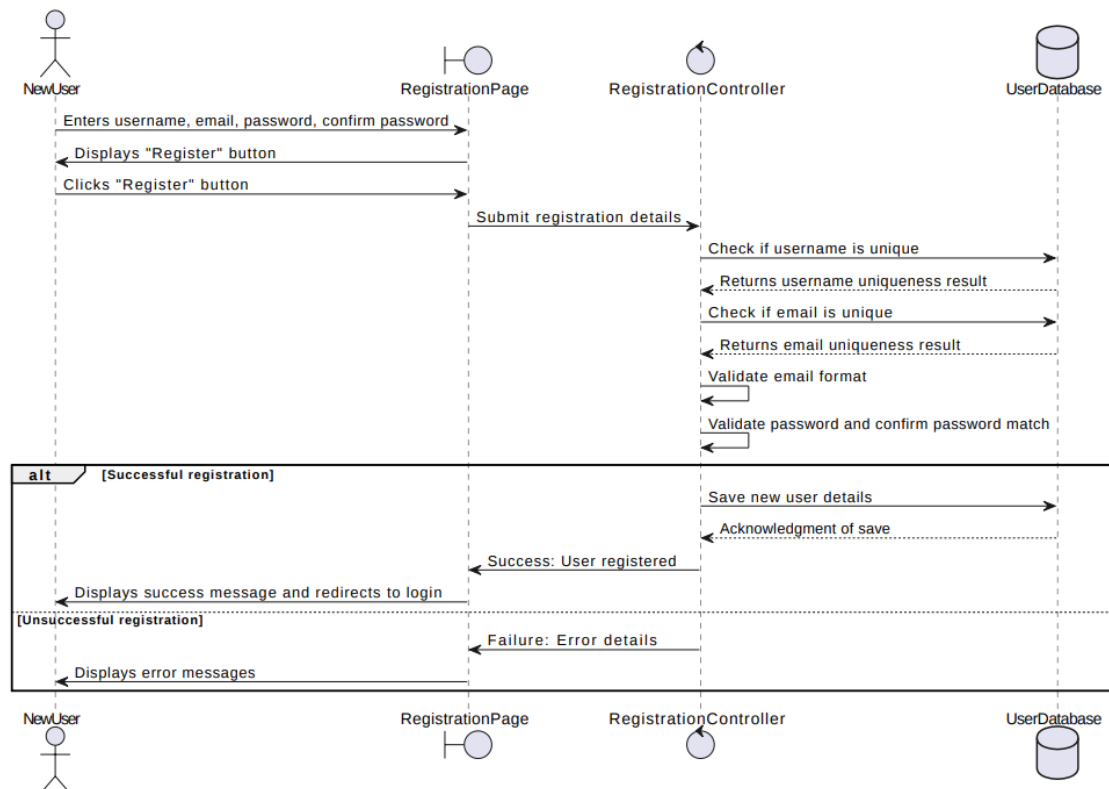 NewUser
RegistrationPage
RegistrationController
UserDatabase
Enters username, email, password, confirm password
Displays "Register" button
Clicks "Register" button
Submit registration details
Check if username is unique
Returns username uniqueness result
Check if email is unique
Returns email uniqueness result
Validate email format
Validate password and confirm password match
alt
[Successful registration]
Save new user details
Acknowledgment of save
Success: User registered
Displays success message and redirects to login
[Unsuccessful registration]
Failure: Error details
Displays error messages
NewUser
RegistrationPage
RegistrationController
UserDatabase